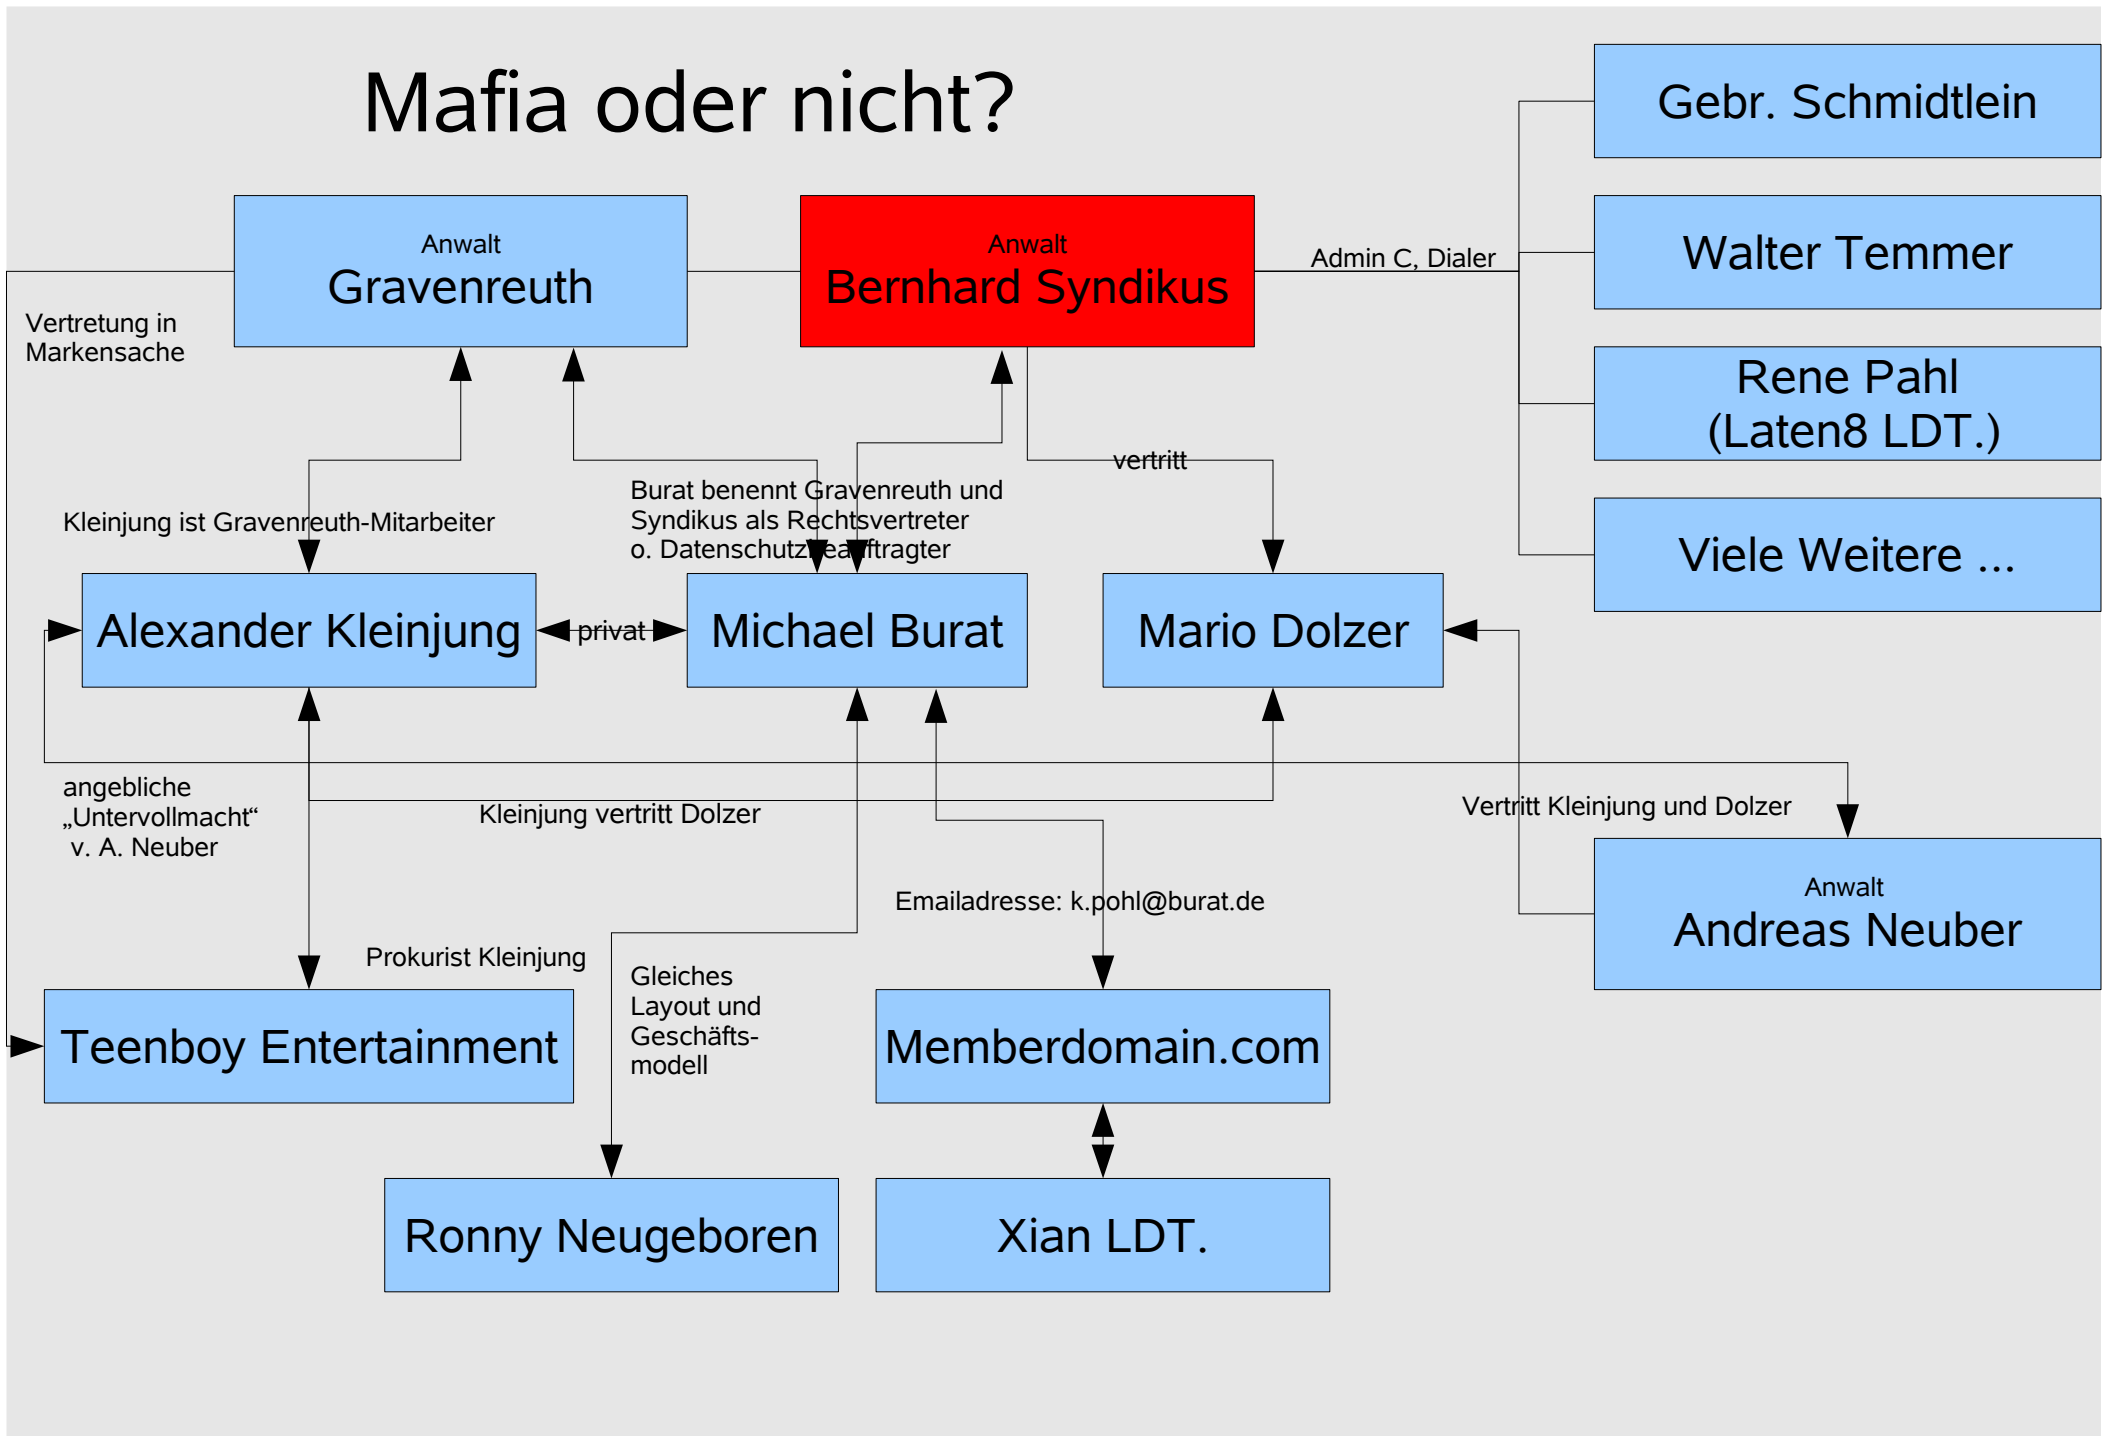 Mafia oder nicht?
Gebr. Schmidtlein
Anwalt
Gravenreuth
Anwalt
Bernhard Syndikus
Admin C, Dialer
Walter Temmer
Vertretung in
Markensache
Rene Pahl
(Laten8 LDT.)
vertritt
Kleinjung ist Gravenreuth-Mitarbeiter
Burat benennt Gravenreuth und
Syndikus als Rechtsvertreter
o. Datenschutzbeauftragter
Viele Weitere ...
Alexander Kleinjung
privat
Michael Burat
Mario Dolzer
angebliche
„Untervollmacht“
v. A. Neuber
Kleinjung vertritt Dolzer
Vertritt Kleinjung und Dolzer
Emailadresse: k.pohl@burat.de
Anwalt
Andreas Neuber
Prokurist Kleinjung
Gleiches
Layout und
Geschäfts-
modell
Teenboy Entertainment
Memberdomain.com
Ronny Neugeboren
Xian LDT.